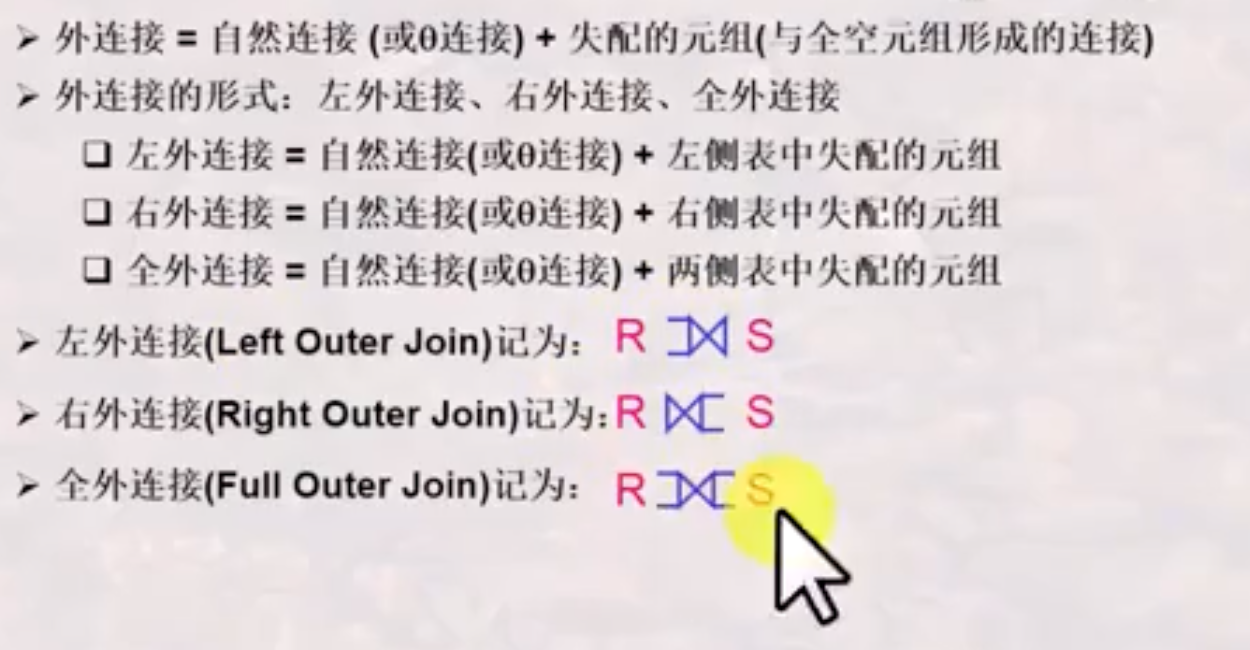 ➢ 外连接 = 自然连接 (或θ连接) + 失配的元组(与全空元组形成的连接)
➢ 外连接的形式：左外连接、右外连接、全外连接
❑ 左外连接 = 自然连接(或θ连接) + 左侧表中失配的元组
❑ 右外连接 = 自然连接(或θ连接) + 右侧表中失配的元组
❑ 全外连接 = 自然连接(或θ连接) + 两侧表中失配的元组
➢ 左外连接(Left Outer Join)记为： R ⟕ S
➢ 右外连接(Right Outer Join)记为：R ⟖ S
➢ 全外连接(Full Outer Join)记为： R ⟗ S